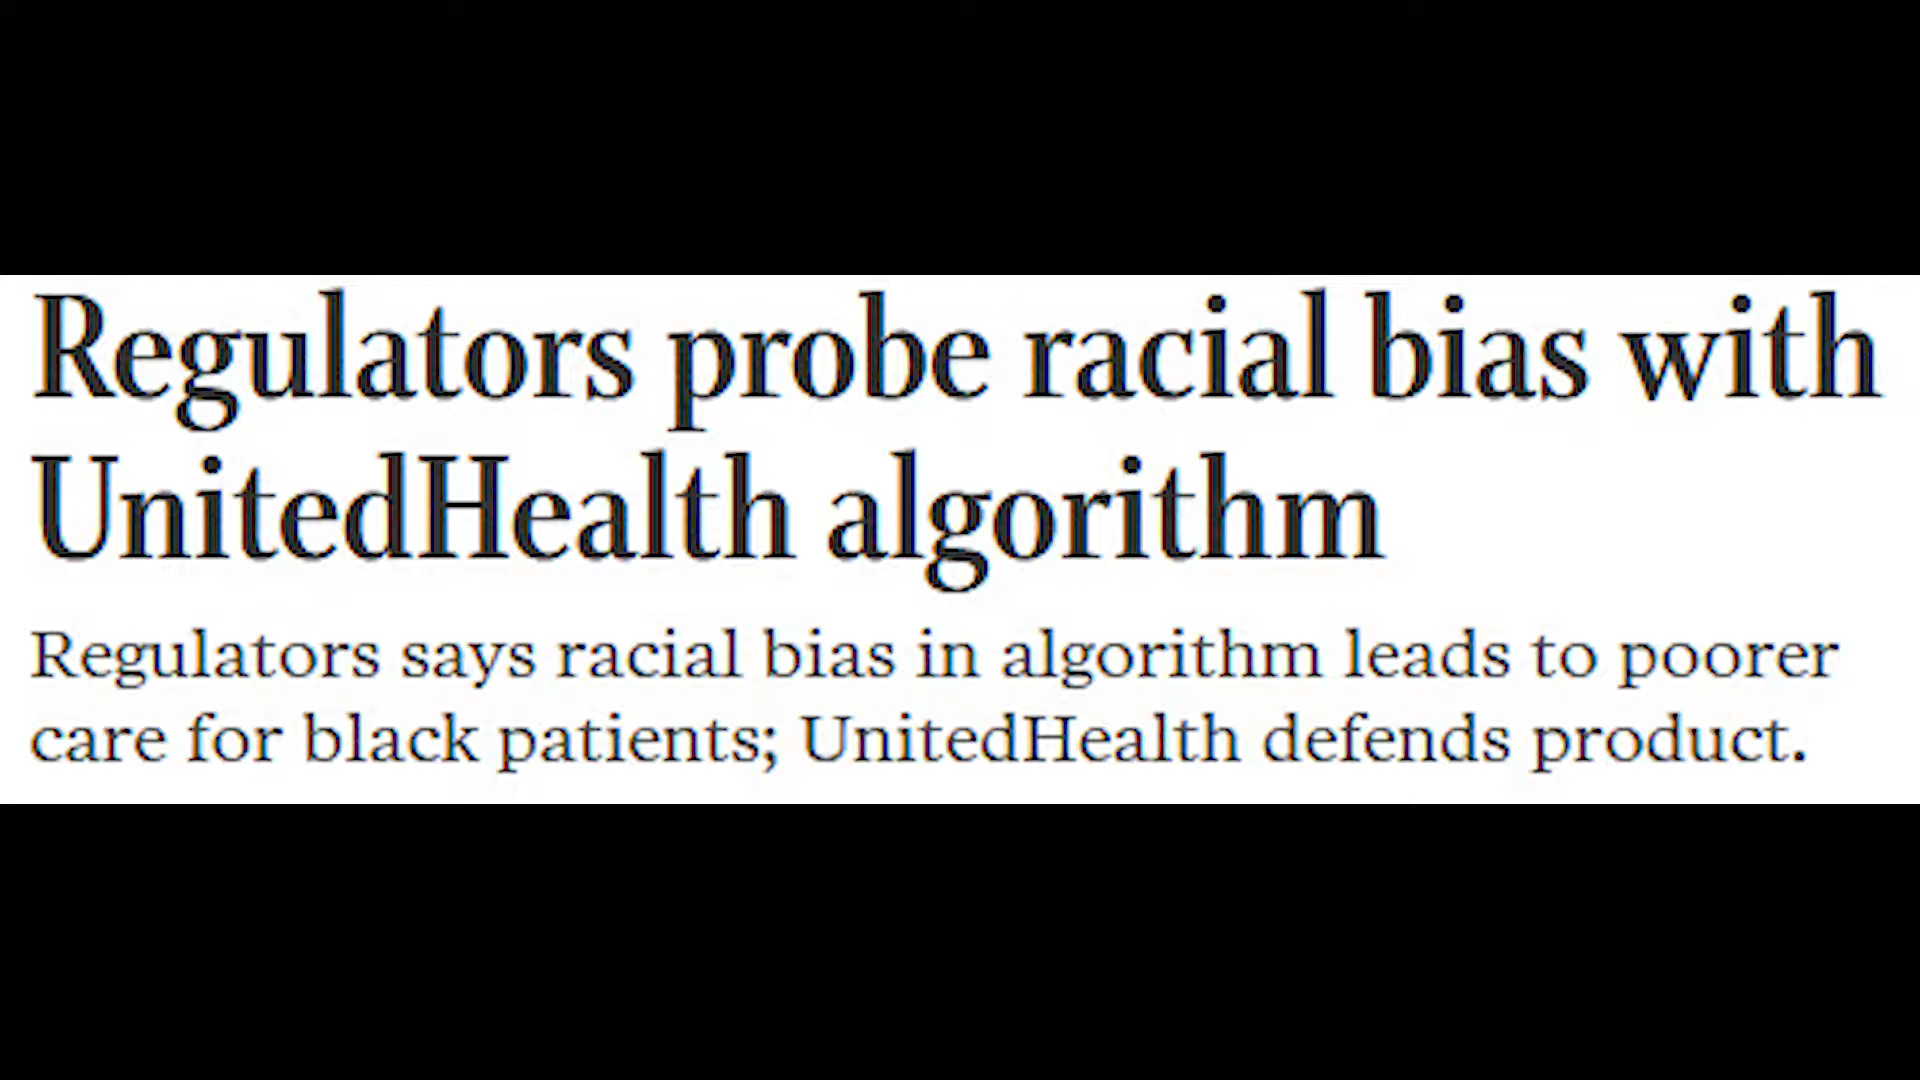 Regulators probe racial bias with
UnitedHealth algorithm
Regulators says racial bias in algorithm leads to poorer
care for black patients; UnitedHealth defends product.